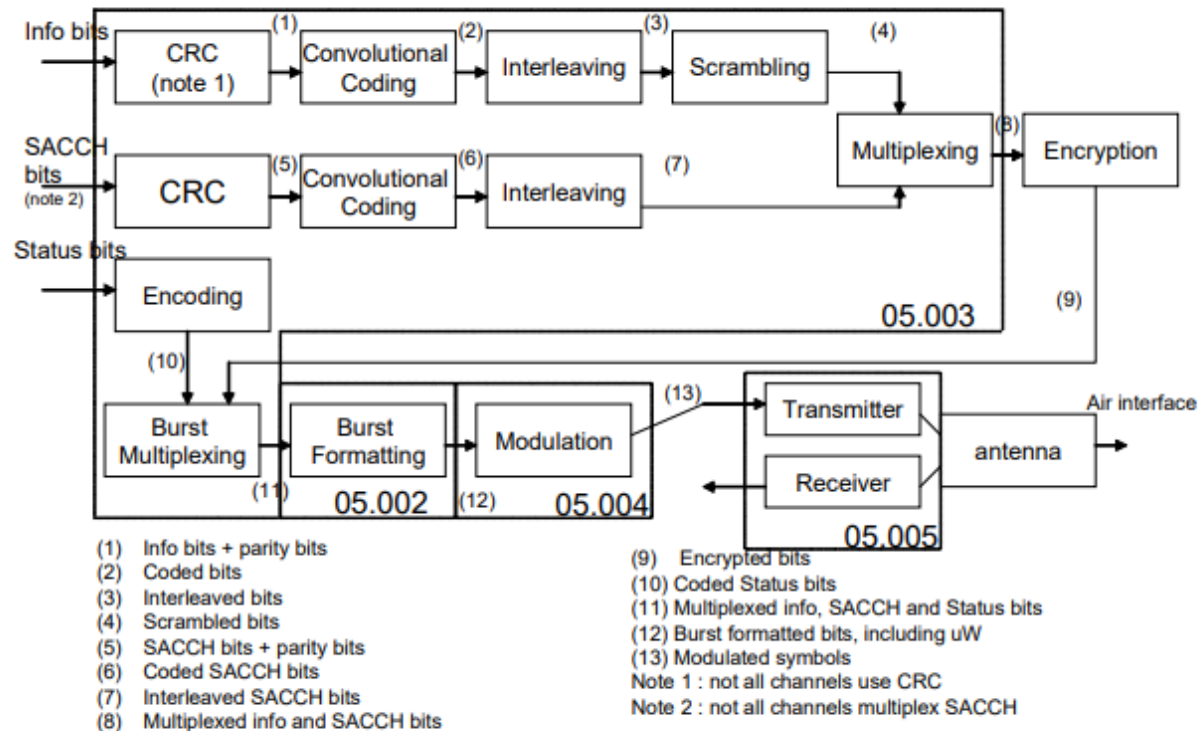 Info bits
CRC
(note 1)
(1)
Convolutional
Coding
(2)
Interleaving
(3)
Scrambling
(4)
SACCH
bits
(note 2)
CRC
(5)
Convolutional
Coding
(6)
Interleaving
(7)
Multiplexing
(8)
Encryption
Status bits
Encoding
05.003
(9)
(10)
Burst
Multiplexing
(11)
Burst
Formatting
05.002
(12)
Modulation
05.004
(13)
Transmitter
Receiver
05.005
antenna
Air interface
(1) Info bits + parity bits
(2) Coded bits
(3) Interleaved bits
(4) Scrambled bits
(5) SACCH bits + parity bits
(6) Coded SACCH bits
(7) Interleaved SACCH bits
(8) Multiplexed info and SACCH bits
(9) Encrypted bits
(10) Coded Status bits
(11) Multiplexed info, SACCH and Status bits
(12) Burst formatted bits, including uW
(13) Modulated symbols
Note 1 : not all channels use CRC
Note 2 : not all channels multiplex SACCH